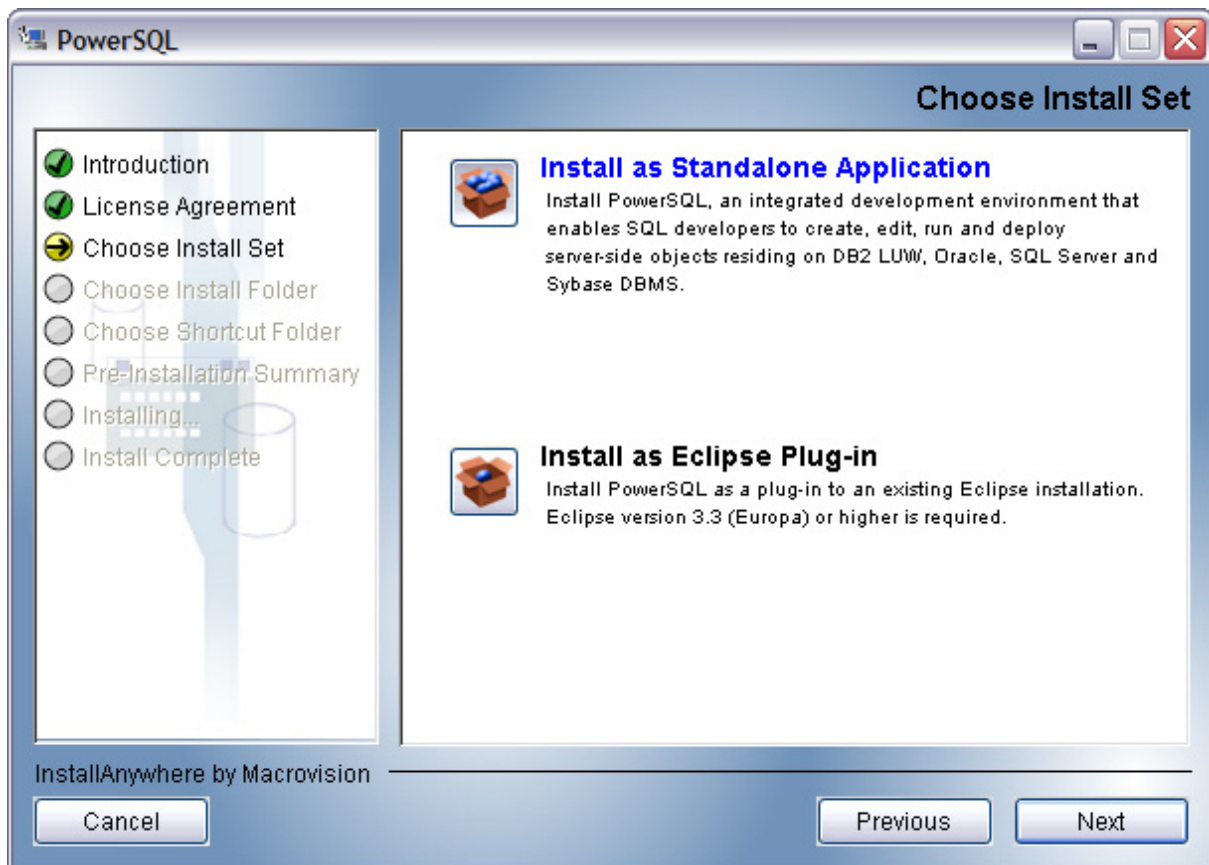 PowerSQL
Choose Install Set
Introduction
License Agreement
Choose Install Set
Choose Install Folder
Choose Shortcut Folder
Pre-Installation Summary
Installing...
Install Complete
Install as Standalone Application
Install PowerSQL, an integrated development environment that
enables SQL developers to create, edit, run and deploy
server-side objects residing on DB2 LUW, Oracle, SQL Server and
Sybase DBMS.
Install as Eclipse Plug-in
Install PowerSQL as a plug-in to an existing Eclipse installation.
Eclipse version 3.3 (Europa) or higher is required.
InstallAnywhere by Macrovision
Cancel
Previous
Next